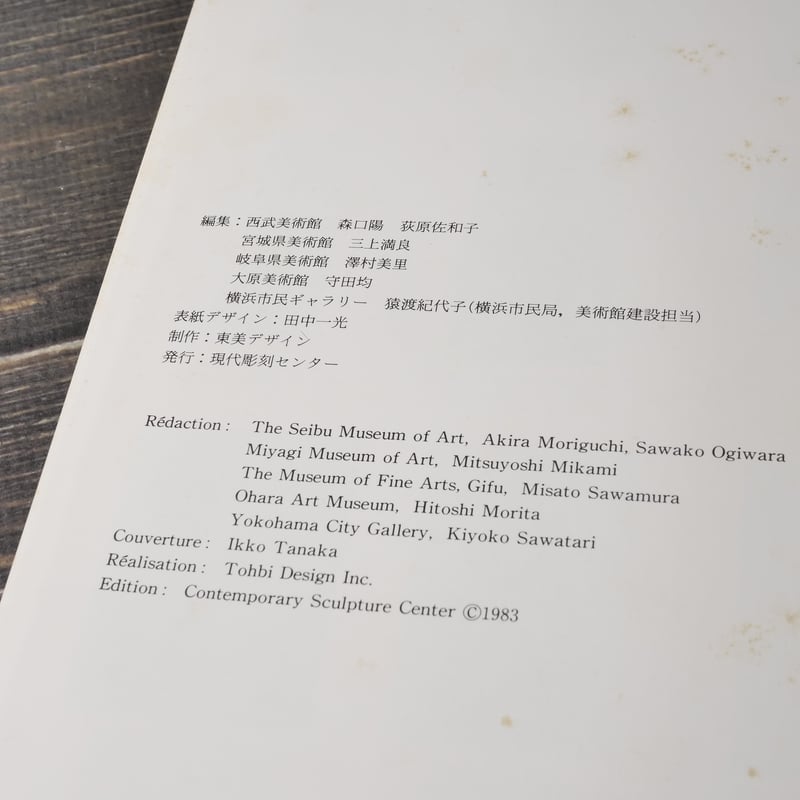 編集：西武美術館　森口陽　荻原佐和子
宮城県美術館　三上満良
岐阜県美術館　澤村美里
大原美術館　守田均
横浜市民ギャラリー　猿渡紀代子(横浜市民局，美術館建設担当)
表紙デザイン：田中一光
制作：東美デザイン
発行：現代彫刻センター
Rédaction : The Seibu Museum of Art, Akira Moriguchi, Sawako Ogiwara
Miyagi Museum of Art, Mitsuyoshi Mikami
The Museum of Fine Arts, Gifu, Misato Sawamura
Ohara Art Museum, Hitoshi Morita
Yokohama City Gallery, Kiyoko Sawatari
Couverture : Ikko Tanaka
Réalisation : Tohbi Design Inc.
Edition : Contemporary Sculpture Center ©1983